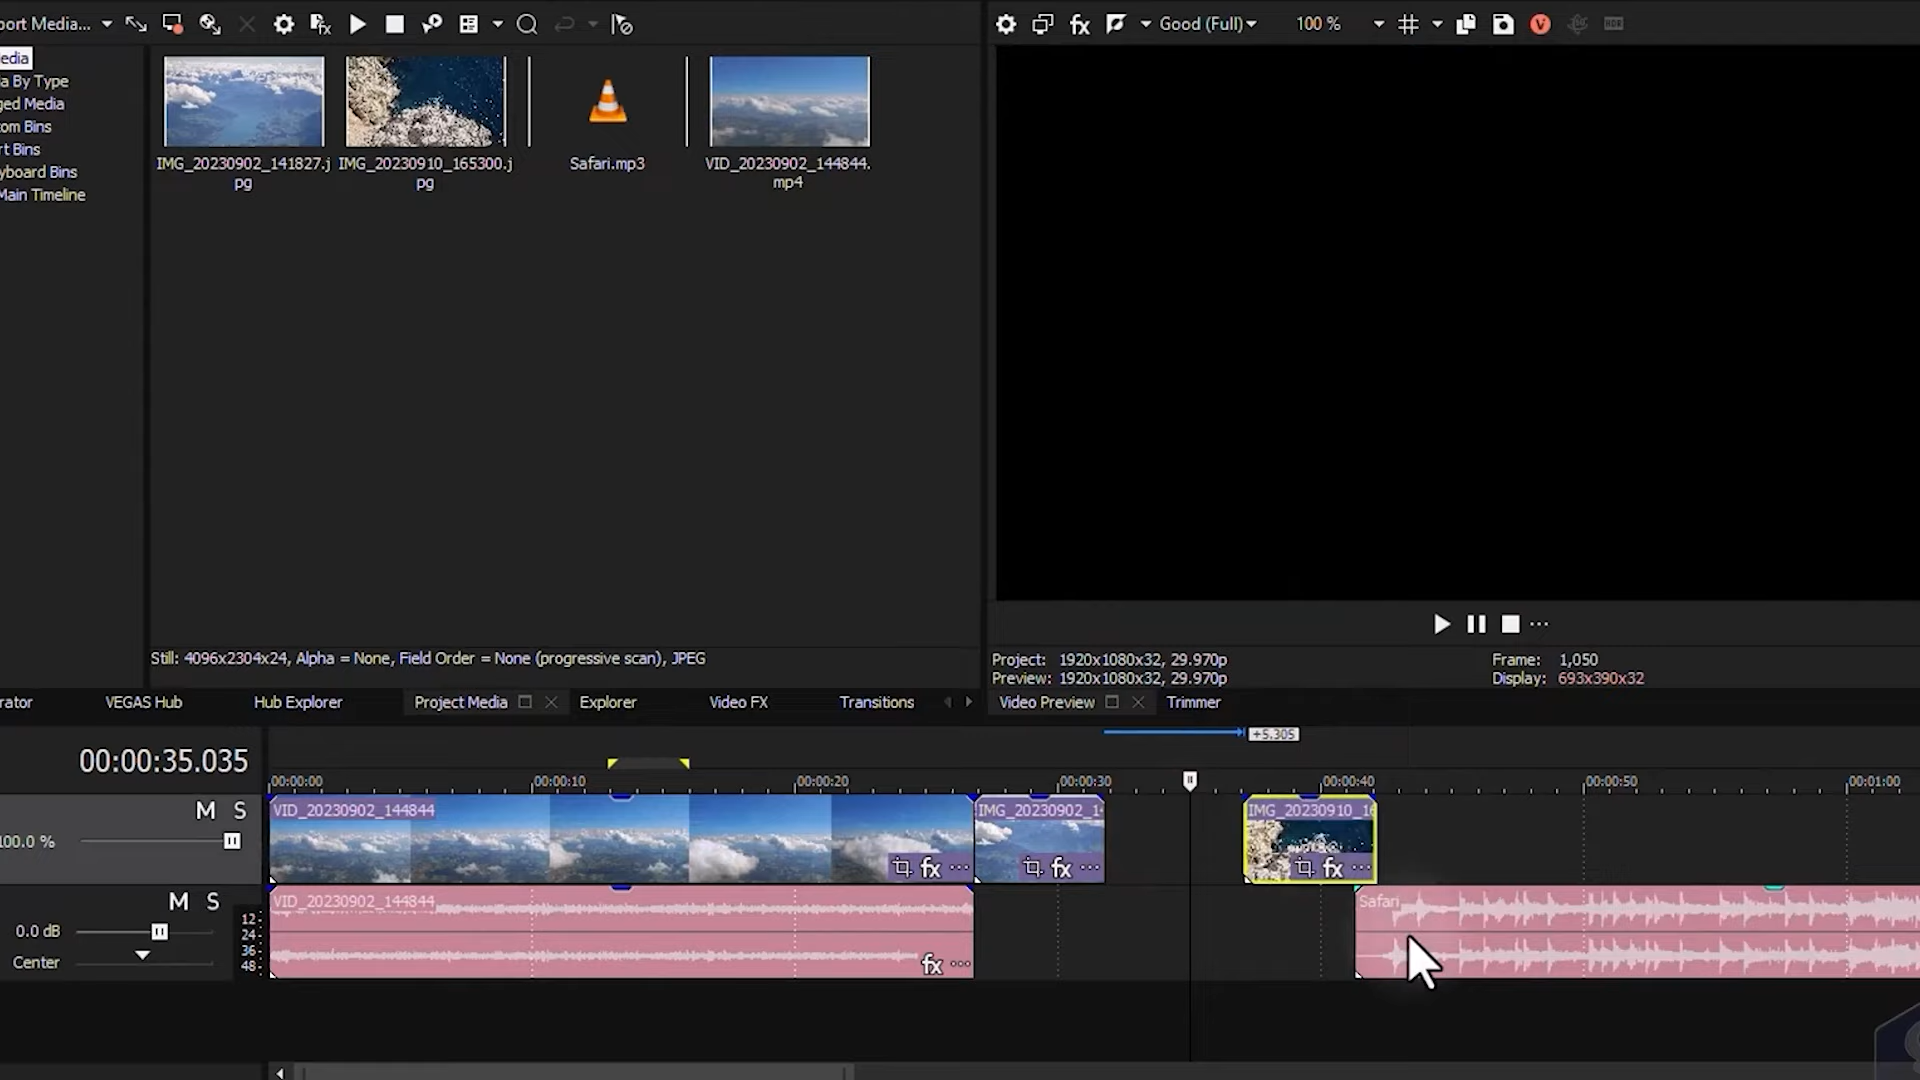 ort Media...
Good (Full)
100 %
edia
a By Type
ged Media
om Bins
rt Bins
yboard Bins
Main Timeline
IMG_20230902_141827.j
pg
IMG_20230910_165300.j
pg
Safari.mp3
VID_20230902_144844.
mp4
Still: 4096x2304x24, Alpha = None, Field Order = None (progressive scan), JPEG
Project: 1920x1080x32, 29.970p
Preview: 1920x1080x32, 29.970p
Frame: 1,050
Display: 693x390x32
rator
VEGAS Hub
Hub Explorer
Project Media
Explorer
Video FX
Transitions
Video Preview
Trimmer
+5.305
00:00:35.035
00:00:00
00:00:10
00:00:20
00:00:30
00:00:40
00:00:50
00:01:00
M S
100.0 %
VID_20230902_144844
fx
IMG_20230902_1
fx
IMG_20230910_16
fx
M S
0.0 dB
Center
12
24
36
48
VID_20230902_144844
fx
Safari